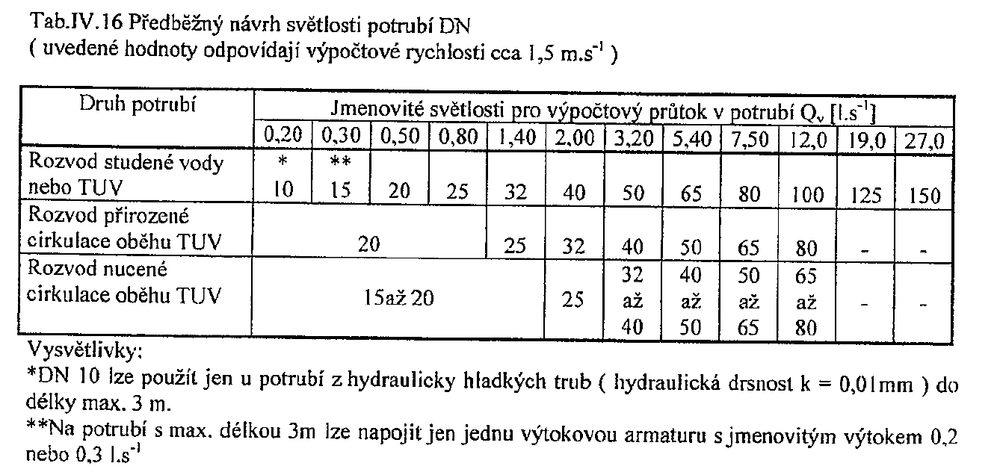 Tab.IV.16 Předběžný návrh světlosti potrubí DN
( uvedené hodnoty odpovídají výpočtové rychlosti cca 1,5 m.s⁻¹ )
Druh potrubí
Jmenovité světlosti pro výpočtový průtok v potrubí Qv [l.s⁻¹]
0,20 0,30 0,50 0,80 1,40 2,00 3,20 5,40 7,50 12,0 19,0 27,0
Rozvod studené vody * **
nebo TUV 10 15 20 25 32 40 50 65 80 100 125 150
Rozvod přirozené
cirkulace oběhu TUV 20 25 32 40 50 65 80 - -
Rozvod nucené 32 40 50 65
cirkulace oběhu TUV 15až 20 25 až až až až - -
40 50 65 80
Vysvětlivky:
*DN 10 lze použít jen u potrubí z hydraulicky hladkých trub ( hydraulická drsnost k = 0,01mm ) do
délky max. 3 m.
**Na potrubí s max. délkou 3m lze napojit jen jednu výtokovou armaturu s jmenovitým výtokem 0,2
nebo 0,3 l.s⁻¹